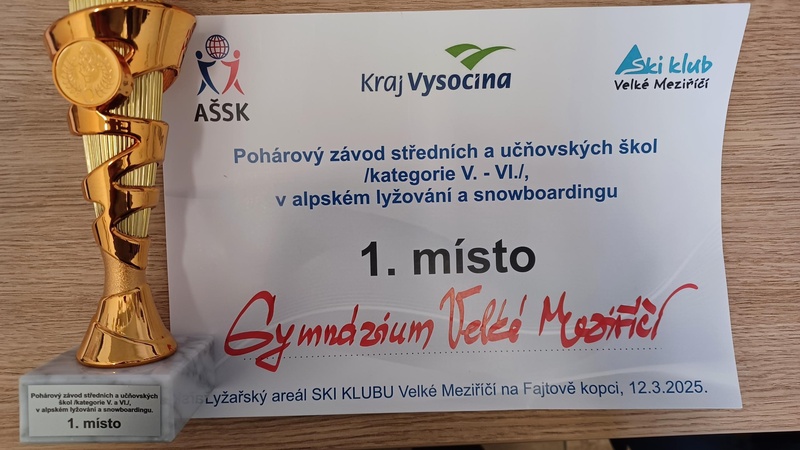 AŠSK
Kraj Vysočina
Ski klub
Velké Meziříčí
Pohárový závod středních a učňovských škol
/kategorie V. - VI./,
v alpském lyžování a snowboardingu
1. místo
Gymnázium Velké Meziříčí
Lyžařský areál SKI KLUBU Velké Meziříčí na Fajtově kopci, 12.3.2025.
Pohárový závod středních a učňovských
škol /kategorie V. a VI./,
v alpském lyžování a snowboardingu.
1. místo